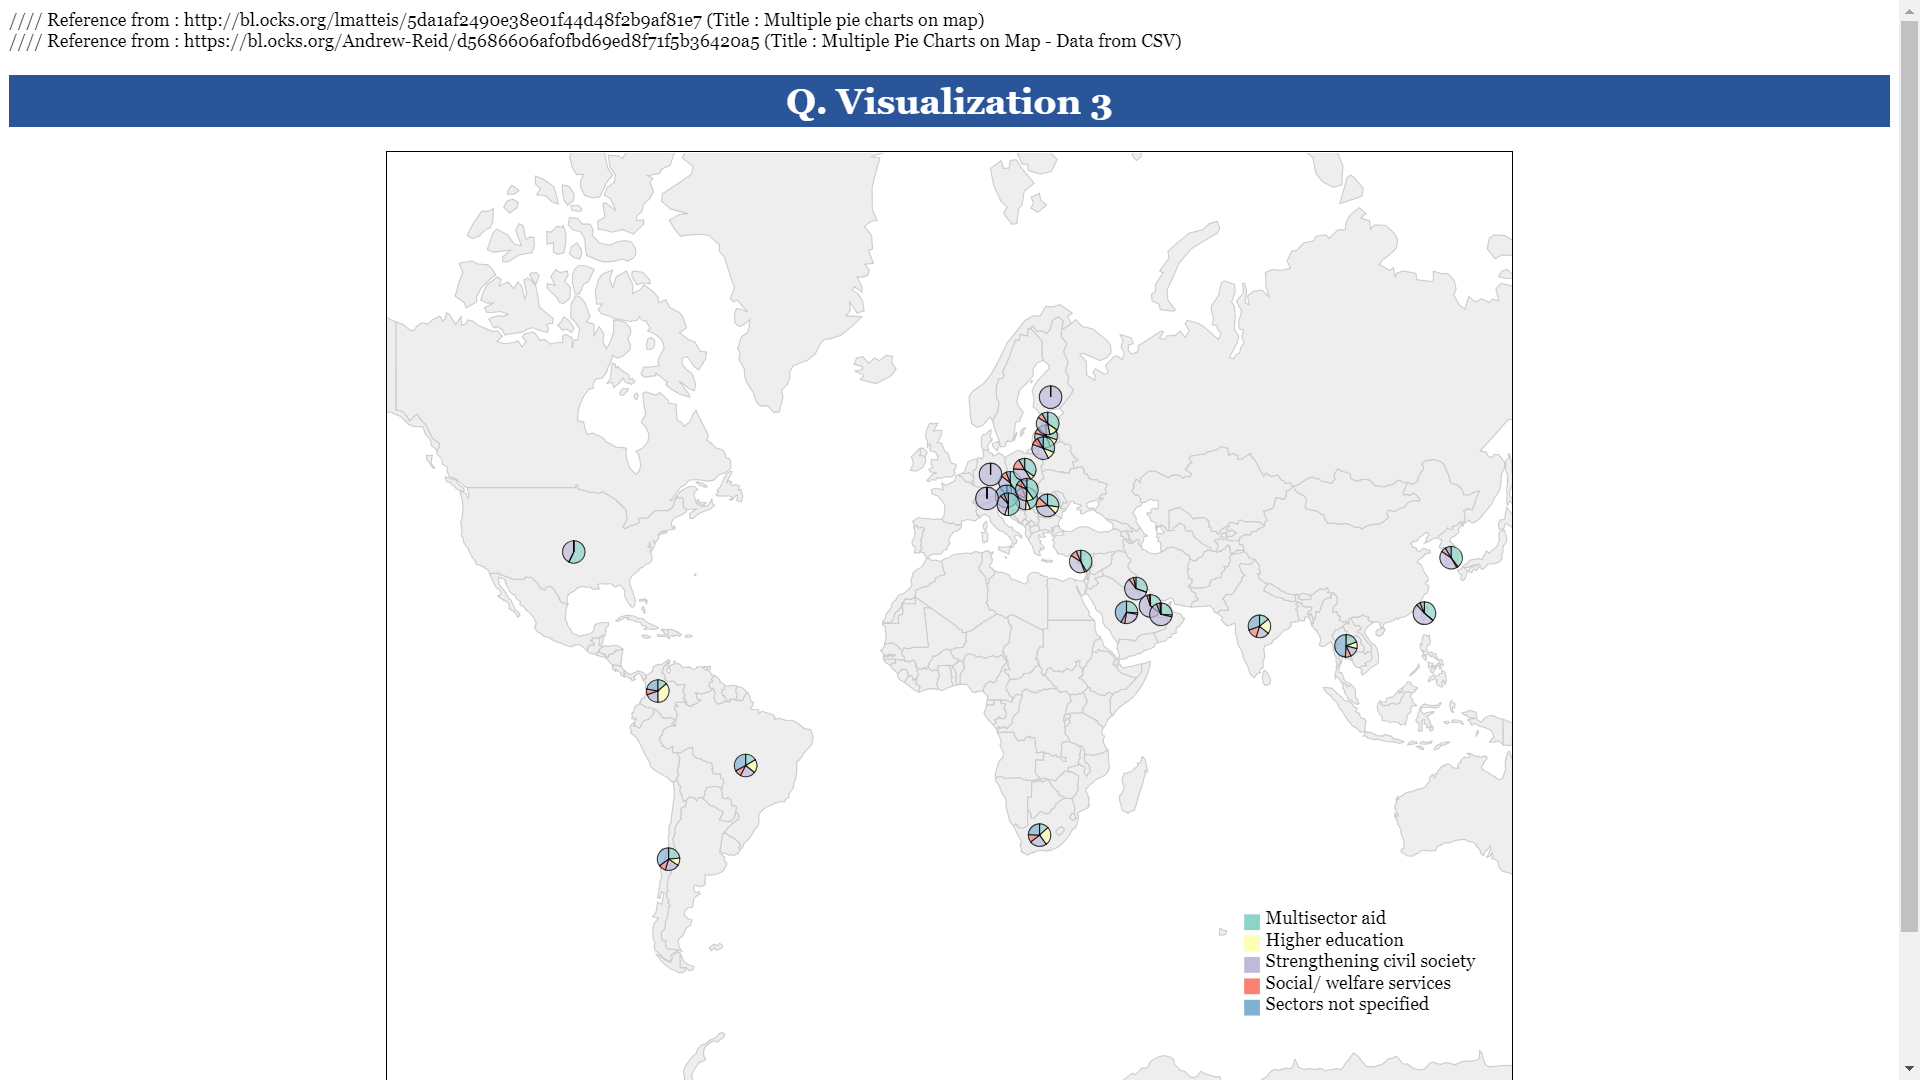 //// Reference from : http://bl.ocks.org/lmatteis/5da1af2490e38e01f44d48f2b9af81e7 (Title : Multiple pie charts on map)
//// Reference from : https://bl.ocks.org/Andrew-Reid/d5686606af0fbd69ed8f71f5b36420a5 (Title : Multiple Pie Charts on Map - Data from CSV)
Q. Visualization 3
Multisector aid
Higher education
Strengthening civil society
Social/ welfare services
Sectors not specified